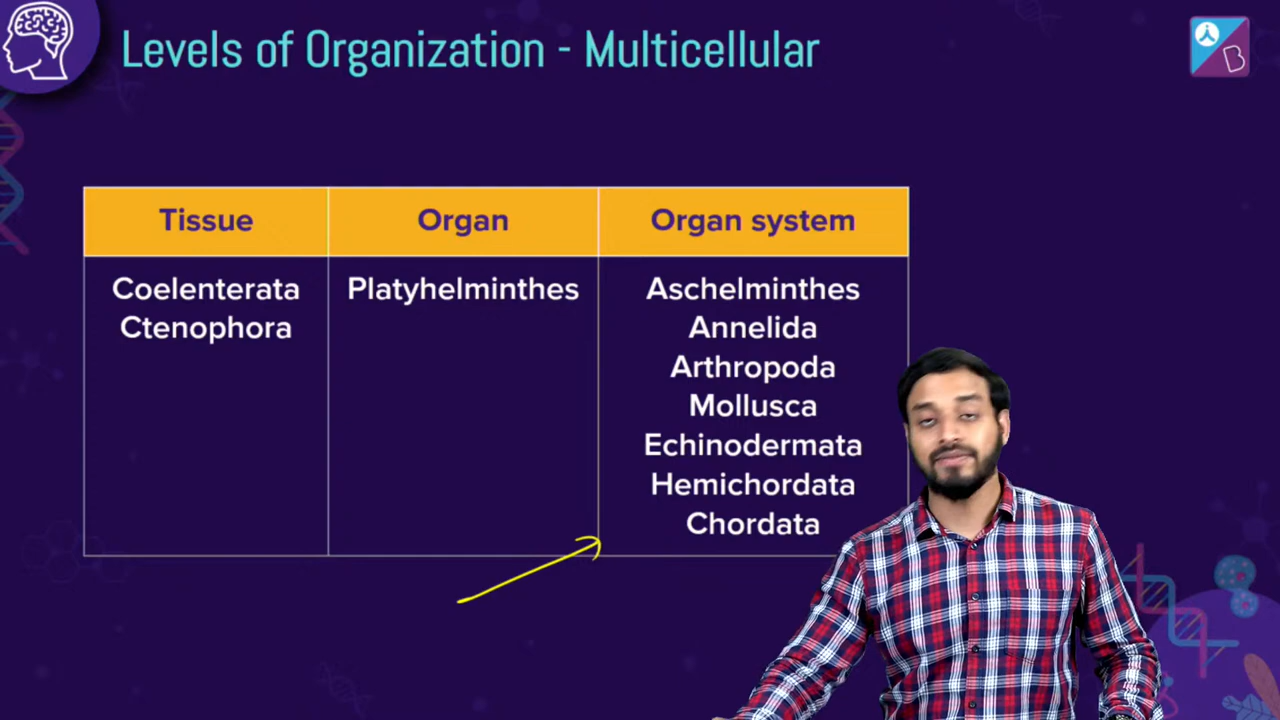 Levels of Organization - Multicellular
B
Tissue
Organ
Organ system
Coelenterata
Ctenophora
Platyhelminthes
Aschelminthes
Annelida
Arthropoda
Mollusca
Echinodermata
Hemichordata
Chordata